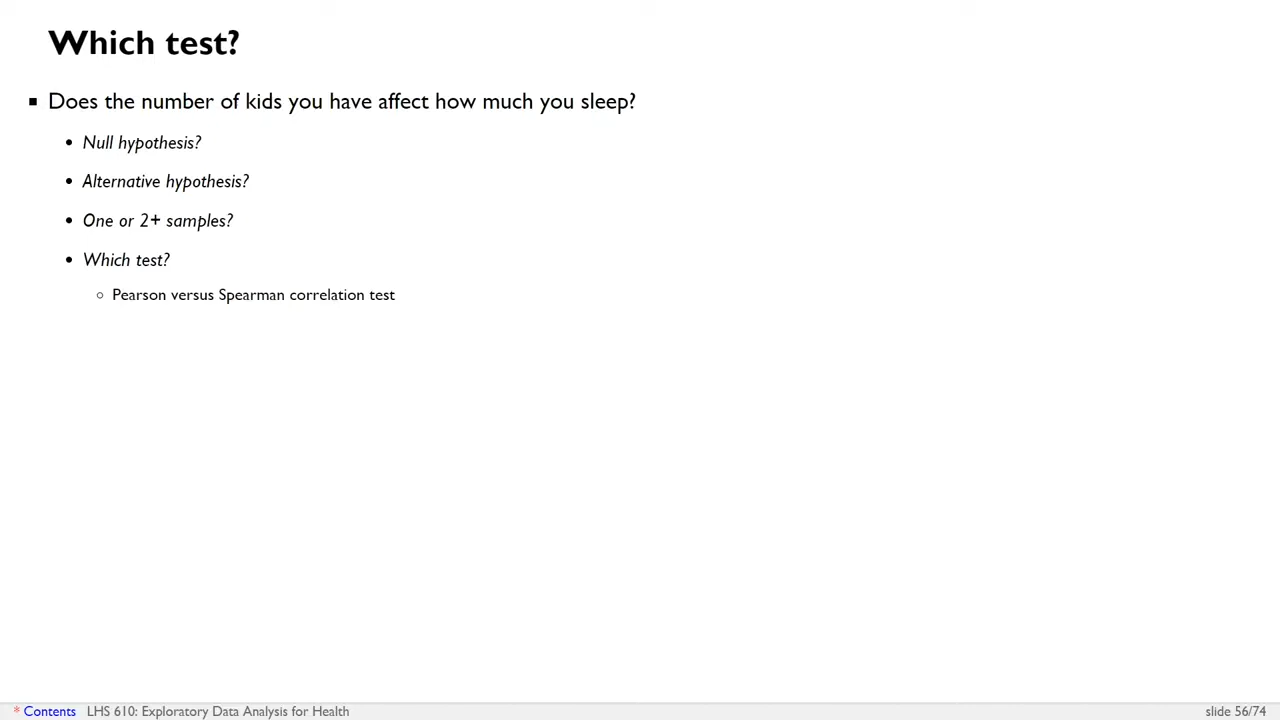 Which test?
Does the number of kids you have affect how much you sleep?
Null hypothesis?
Alternative hypothesis?
One or 2+ samples?
Which test?
Pearson versus Spearman correlation test
* Contents LHS 610: Exploratory Data Analysis for Health slide 56/74